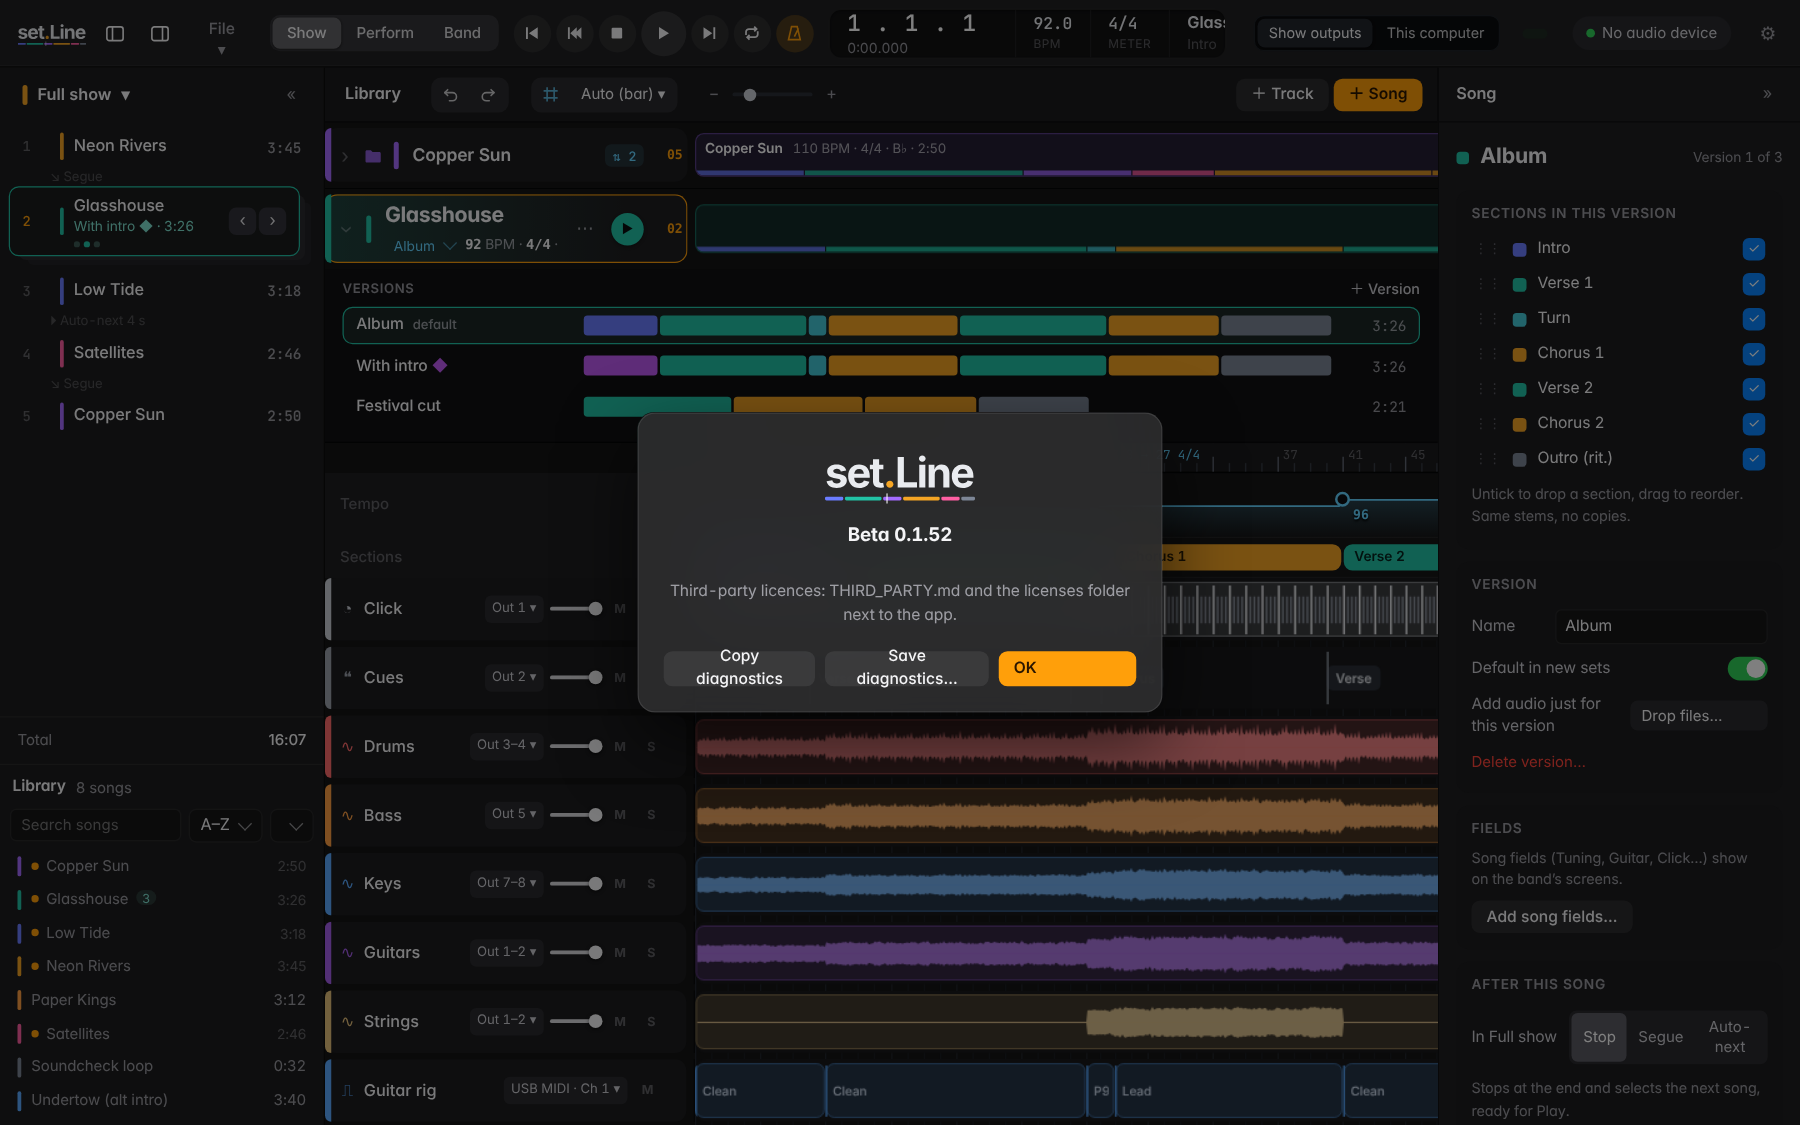 set.Line
File
Show
Perform
Band
1 . 1 . 1
0:00.000
92.0
BPM
4/4
METER
Glass
Intro
Show outputs
This computer
No audio device
Full show
Library
Auto (bar)
+ Track
+ Song
Song
1 Neon Rivers 3:45
Segue
2 Glasshouse
With intro · 3:26
3 Low Tide 3:18
Auto-next 4 s
4 Satellites 2:46
Segue
5 Copper Sun 2:50
Total 16:07
Library 8 songs
Search songs
A–Z
Copper Sun 2:50
Glasshouse 3 3:26
Low Tide 3:18
Neon Rivers 3:45
Paper Kings 3:12
Satellites 2:46
Soundcheck loop 0:32
Undertow (alt intro) 3:40
Copper Sun 2 05
Copper Sun 110 BPM · 4/4 · B♭ · 2:50
Glasshouse 02
Album 92 BPM · 4/4 ·
VERSIONS
+ Version
Album default 3:26
With intro 3:26
Festival cut 2:21
7 4/4 37 41 45
Tempo 96
Sections us 1 Verse 2
Click Out 1 M
Cues Out 2 M Verse
Drums Out 3–4 M S
Bass Out 5 M S
Keys Out 7–8 M S
Guitars Out 1–2 M S
Strings Out 1–2 M S
Guitar rig USB MIDI · Ch 1 M
Clean Clean P9 Lead Clean
set.Line
Beta 0.1.52
Third-party licences: THIRD_PARTY.md and the licenses folder
next to the app.
Copy
diagnostics
Save
diagnostics...
OK
Album Version 1 of 3
SECTIONS IN THIS VERSION
Intro
Verse 1
Turn
Chorus 1
Verse 2
Chorus 2
Outro (rit.)
Untick to drop a section, drag to reorder.
Same stems, no copies.
VERSION
Name Album
Default in new sets
Add audio just for
this version
Drop files...
Delete version...
FIELDS
Song fields (Tuning, Guitar, Click...) show
on the band's screens.
Add song fields...
AFTER THIS SONG
In Full show Stop Segue Auto-
next
Stops at the end and selects the next song,
ready for Play.